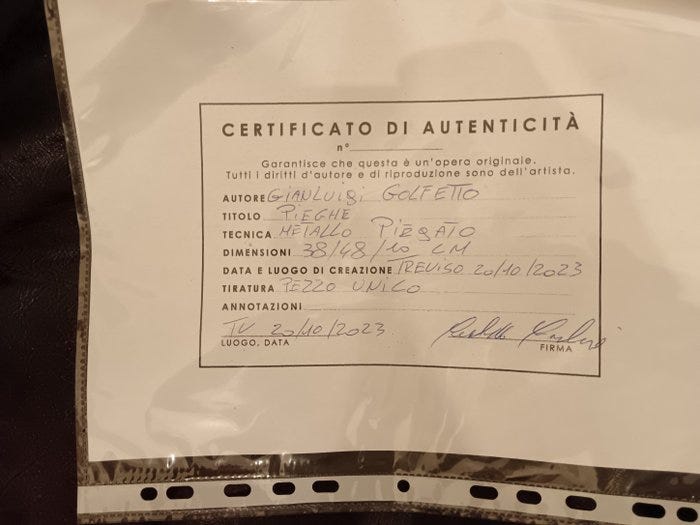 CERTIFICATO DI AUTENTICITÀ
n°
Garantisce che questa è un'opera originale.
Tutti i diritti d'autore e di riproduzione sono dell'artista.
AUTORE GIANLUIGI GOLFETTO
TITOLO PIEGHE
TECNICA METALLO PIEGATO
DIMENSIONI 38/48/10 CM
DATA E LUOGO DI CREAZIONE TREVISO 20/10/2023
TIRATURA PEZZO UNICO
ANNOTAZIONI
TV 20/10/2023
LUOGO, DATA
FIRMA